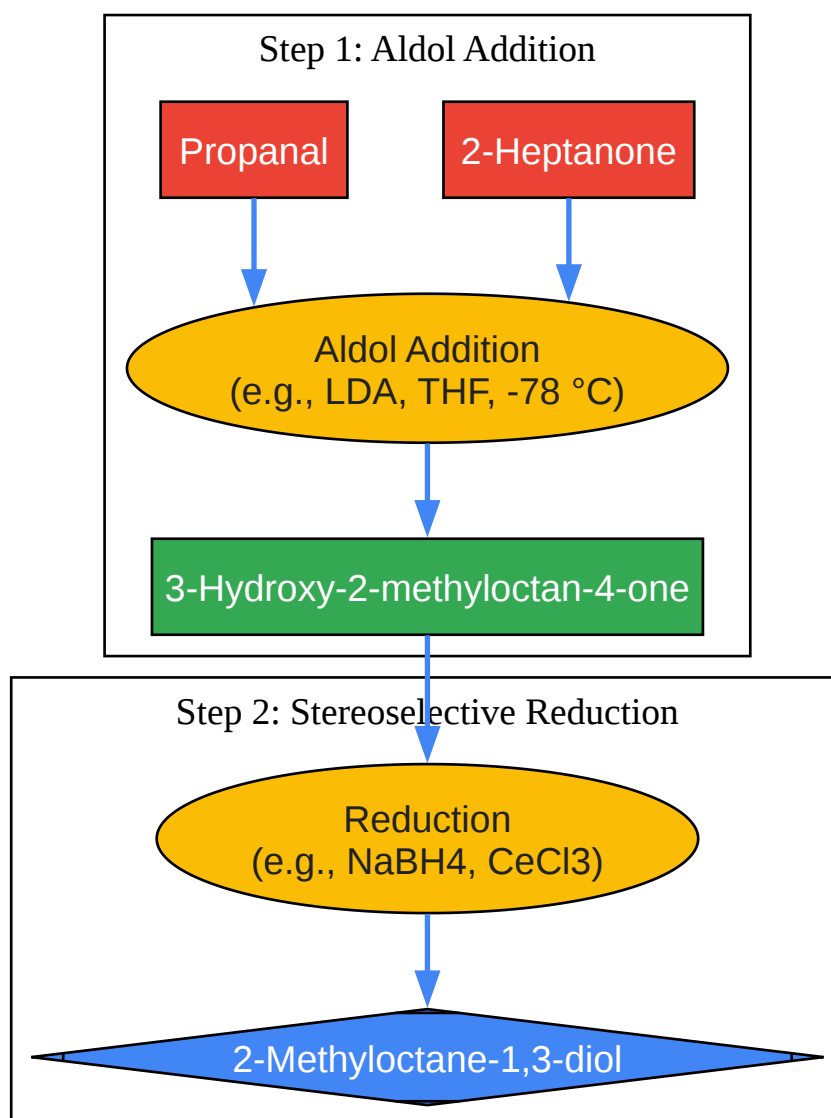 Step 1: Aldol Addition
Propanal
2-Heptanone
Aldol Addition
(e.g., LDA, THF, -78 °C)
3-Hydroxy-2-methyloctan-4-one
Step 2: Stereoselective Reduction
Reduction
(e.g., NaBH4, CeCl3)
2-Methyloctane-1,3-diol